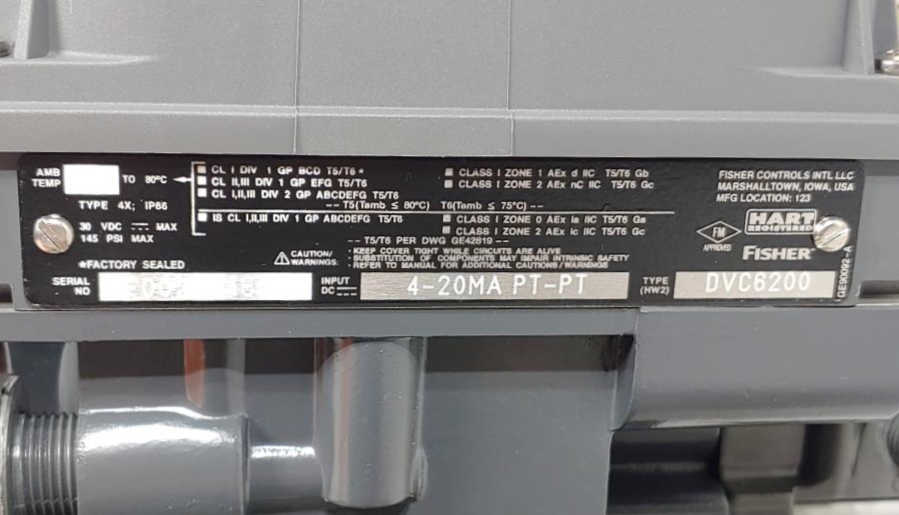 AMB TEMP TO 80°C
CL I DIV 1 GP BCD T5/T6 *
CL II,III DIV 1 GP EFG T5/T6
CL I,II,III DIV 2 GP ABCDEFG T5/T6
-- T5(Tamb ≤ 80°C) T6(Tamb ≤ 75°C) --
IS CL I,II,III DIV 1 GP ABCDEFG T5/T6
CLASS I ZONE 1 AEx d IIC T5/T6 Gb
CLASS I ZONE 2 AEx nC IIC T5/T6 Gc
CLASS I ZONE 0 AEx ia IIC T5/T6 Ga
CLASS I ZONE 2 AEx ic IIC T5/T6 Gc
-- T5/T6 PER DWG GE42819 --
TYPE 4X; IP66
30 VDC MAX
145 PSI MAX
*FACTORY SEALED
CAUTION/WARNINGS:
- KEEP COVER TIGHT WHILE CIRCUITS ARE ALIVE
- SUBSTITUTION OF COMPONENTS MAY IMPAIR INTRINSIC SAFETY
- REFER TO MANUAL FOR ADDITIONAL CAUTIONS/WARNINGS
FISHER CONTROLS INTL LLC
MARSHALLTOWN, IOWA, USA
MFG LOCATION: 123
FM APPROVED
HART REGISTERED
FISHER
SERIAL NO
INPUT DC 4-20MA PT-PT
TYPE (HW2) DVC6200
GE90092-A